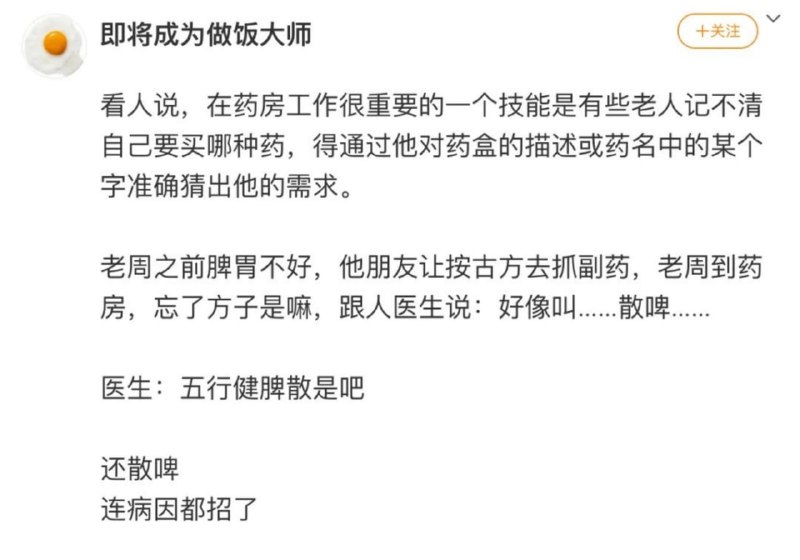 即将成为做饭大师
+关注
看人说，在药房工作很重要的一个技能是有些老人记不清
自己要买哪种药，得通过他对药盒的描述或药名中的某个
字准确猜出他的需求。
老周之前脾胃不好，他朋友让按古方去抓副药，老周到药
房，忘了方子是嘛，跟人医生说：好像叫……散啤……
医生：五行健脾散是吧
还散啤
连病因都招了